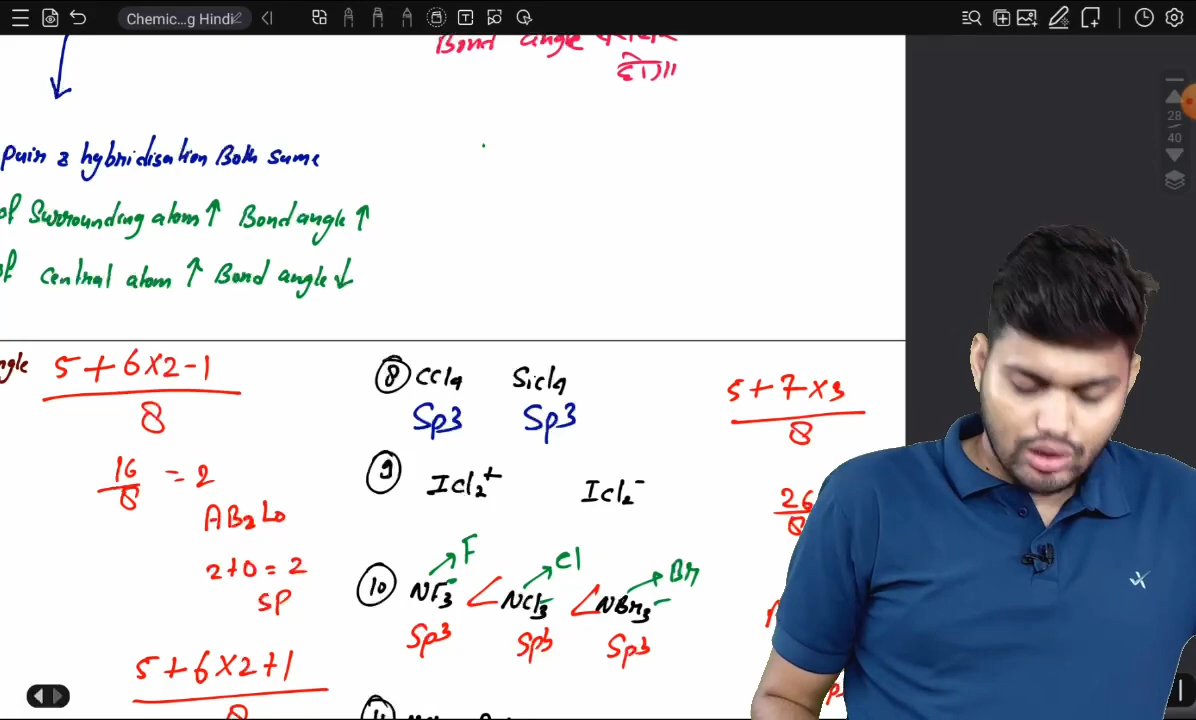 Chemic...g Hindi
28
40
Bond angle
होगा
pair & hybridisation Both same
of Surrounding atom ↑ Bond angle ↑
of Central atom ↑ Bond angle ↓
ngle
5+6×2-1
8
16/8 = 2
AB2L0
2+0=2
SP
5+6×2+1
8
⑧ CCl4 SiCl4
Sp3 Sp3
⑨ ICl2+ ICl2-
F Cl Br
⑩ NF3 < NCl3 < NBr3
Sp3 Sp3 Sp3
5+7×3
8
26
8